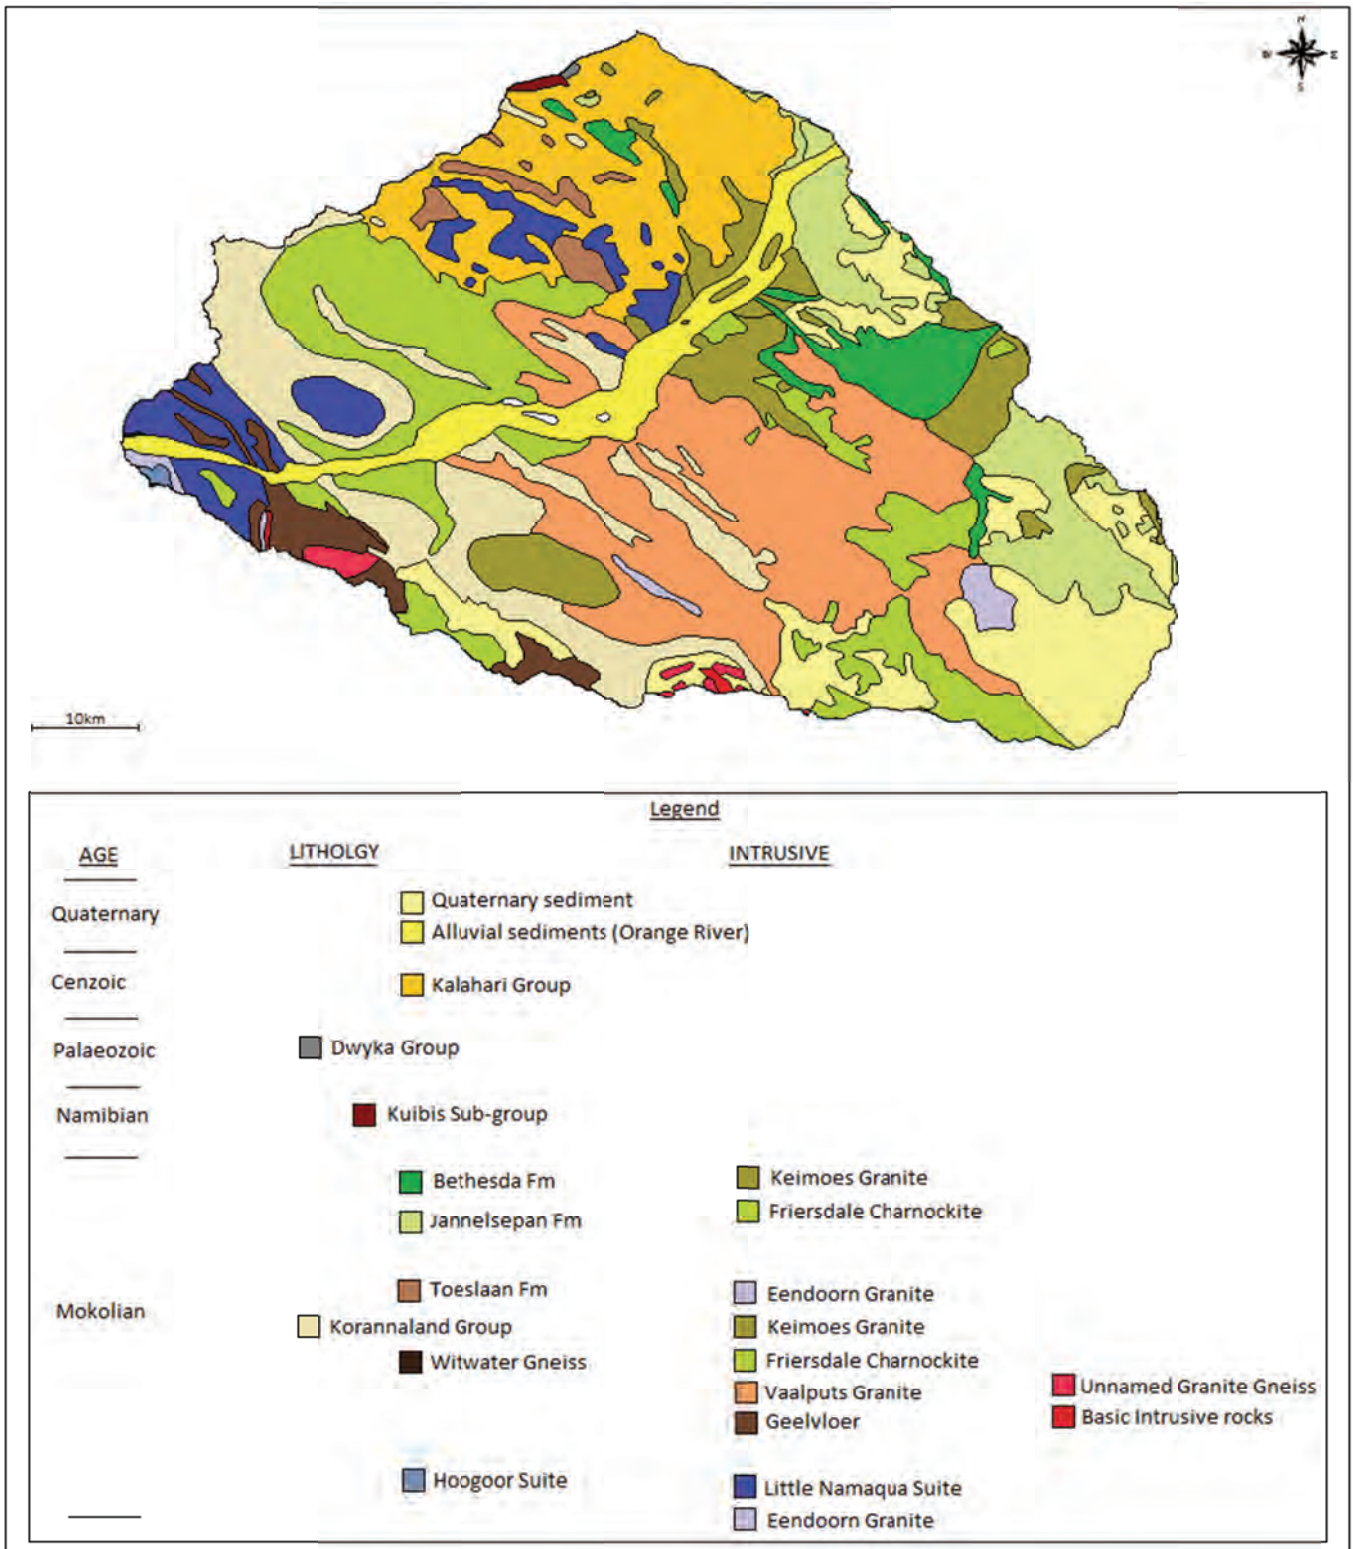 N
E
S
10km
Legend
AGE LITHOLGY INTRUSIVE
Quaternary
Quaternary sediment
Alluvial sediments (Orange River)
Cenzoic
Kalahari Group
Palaeozoic
Dwyka Group
Namibian
Kuibis Sub-group
Bethesda Fm
Keimoes Granite
Jannelsepan Fm
Friersdale Charnockite
Mokolian
Toeslaan Fm
Eendoorn Granite
Korannaland Group
Keimoes Granite
Witwater Gneiss
Friersdale Charnockite
Vaalputs Granite
Unnamed Granite Gneiss
Geelvloer
Basic Intrusive rocks
Hoogoor Suite
Little Namaqua Suite
Eendoorn Granite